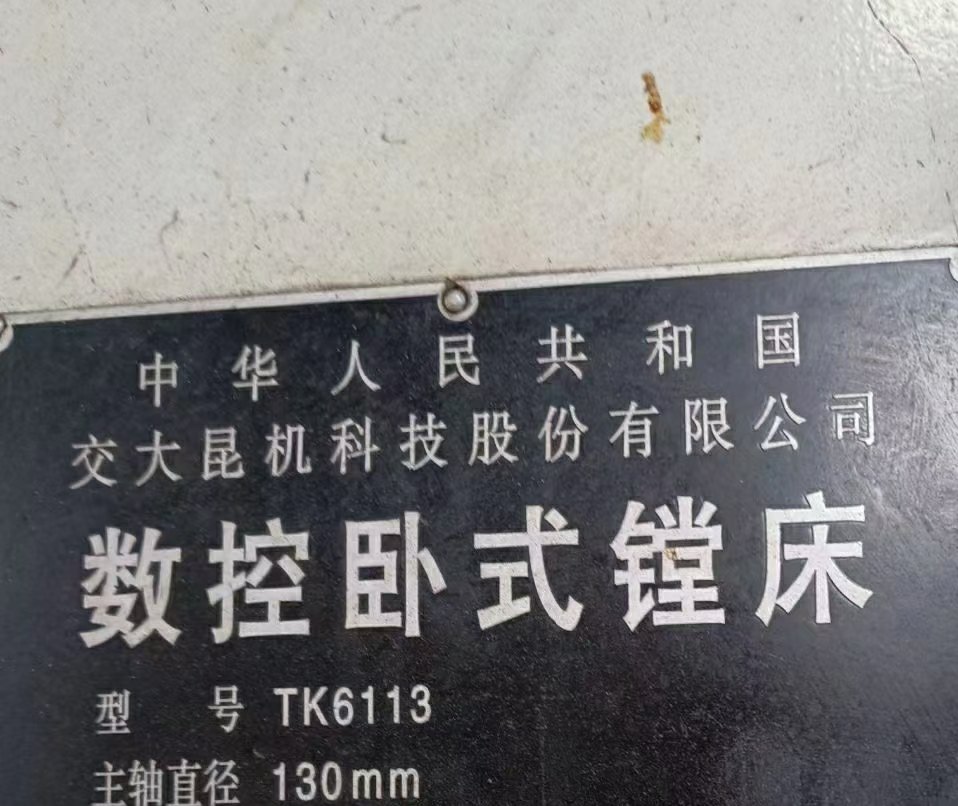 中华人民共和国
交大昆机科技股份有限公司
数控卧式镗床
型 号 TK6113
主轴直径 130mm